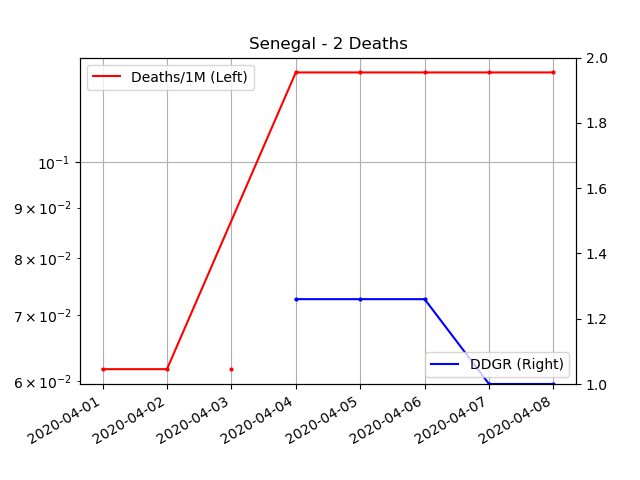 Senegal - 2 Deaths
Deaths/1M (Left)
2.0
1.8
10⁻¹
1.6
9 × 10⁻²
8 × 10⁻²
1.4
7 × 10⁻²
1.2
DDGR (Right)
6 × 10⁻²
1.0
2020-04-01
2020-04-02
2020-04-03
2020-04-04
2020-04-05
2020-04-06
2020-04-07
2020-04-08